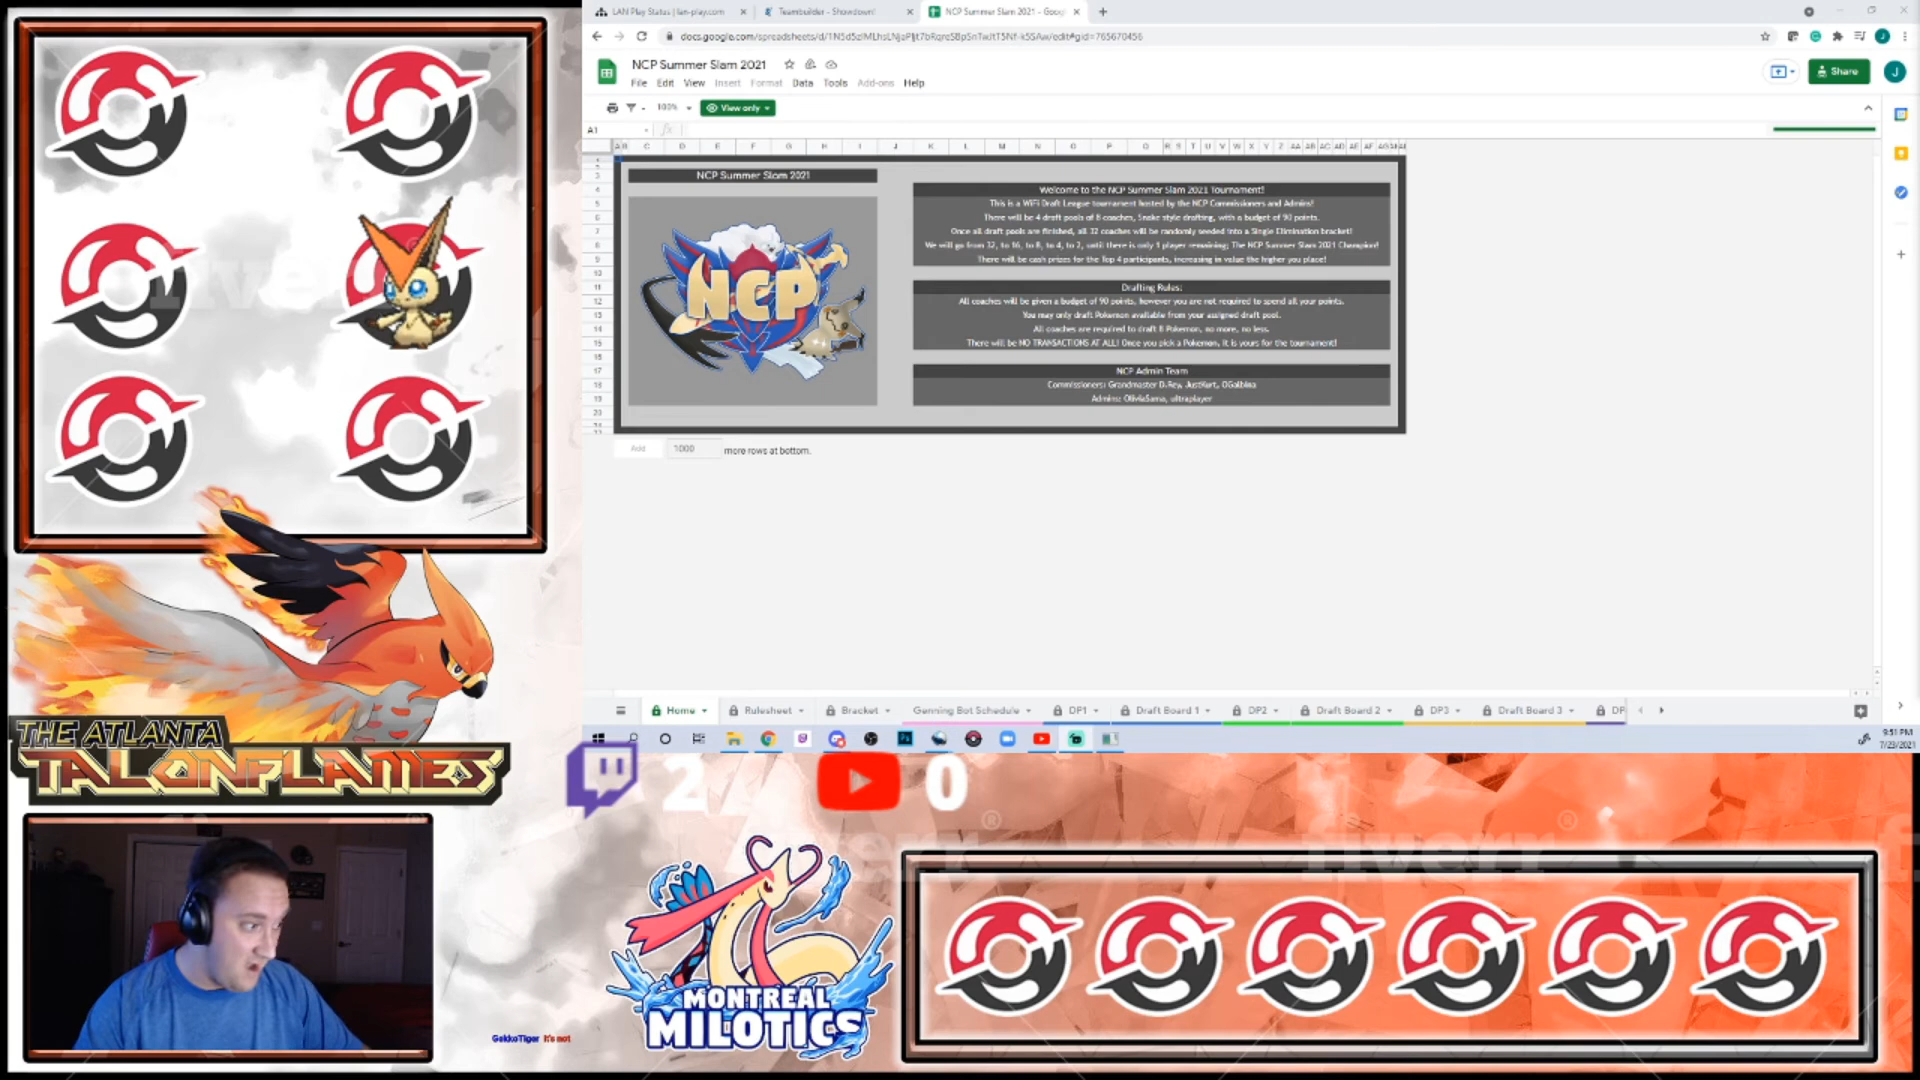 LAN Play Status | lan-play.com
Teambuilder - Showdown!
NCP Summer Slam 2021 - Goog
NCP Summer Slam 2021
File Edit View Insert Format Data Tools Add-ons Help
Share
J
100%
View only
A1
NCP Summer Slam 2021
NCP
Welcome to the NCP Summer Slam 2021 Tournament!
This is a WiFi Draft League tournament hosted by the NCP Commissioners and Admins!
There will be 4 draft pools of 8 coaches, Snake style drafting, with a budget of 90 points.
Once all draft pools are finished, all 32 coaches will be randomly seeded into a Single Elimination bracket!
We will go from 32, to 16, to 8, to 4, to 2, until there is only 1 player remaining; The NCP Summer Slam 2021 Champion!
There will be cash prizes for the Top 4 participants, increasing in value the higher you place!
Drafting Rules:
All coaches will be given a budget of 90 points, however you are not required to spend all your points.
You may only draft Pokemon available from your assigned draft pool.
All coaches are required to draft 8 Pokemon, no more, no less.
There will be NO TRANSACTIONS AT ALL! Once you pick a Pokemon, it is yours for the tournament!
NCP Admin Team
Commissioners: Grandmaster D.Rey, JustKurt, OGalbina
Admins: OliviaSama, ultraplayer
Add 1000 more rows at bottom.
Home Rulesheet Bracket Genning Bot Schedule DP1 Draft Board 1 DP2 Draft Board 2 DP3 Draft Board 3 DP
9:51 PM
7/23/2021
THE ATLANTA
TALONFLAMES
2 0
fiverr
MONTREAL
MILOTICS
GekkoTiger It's not